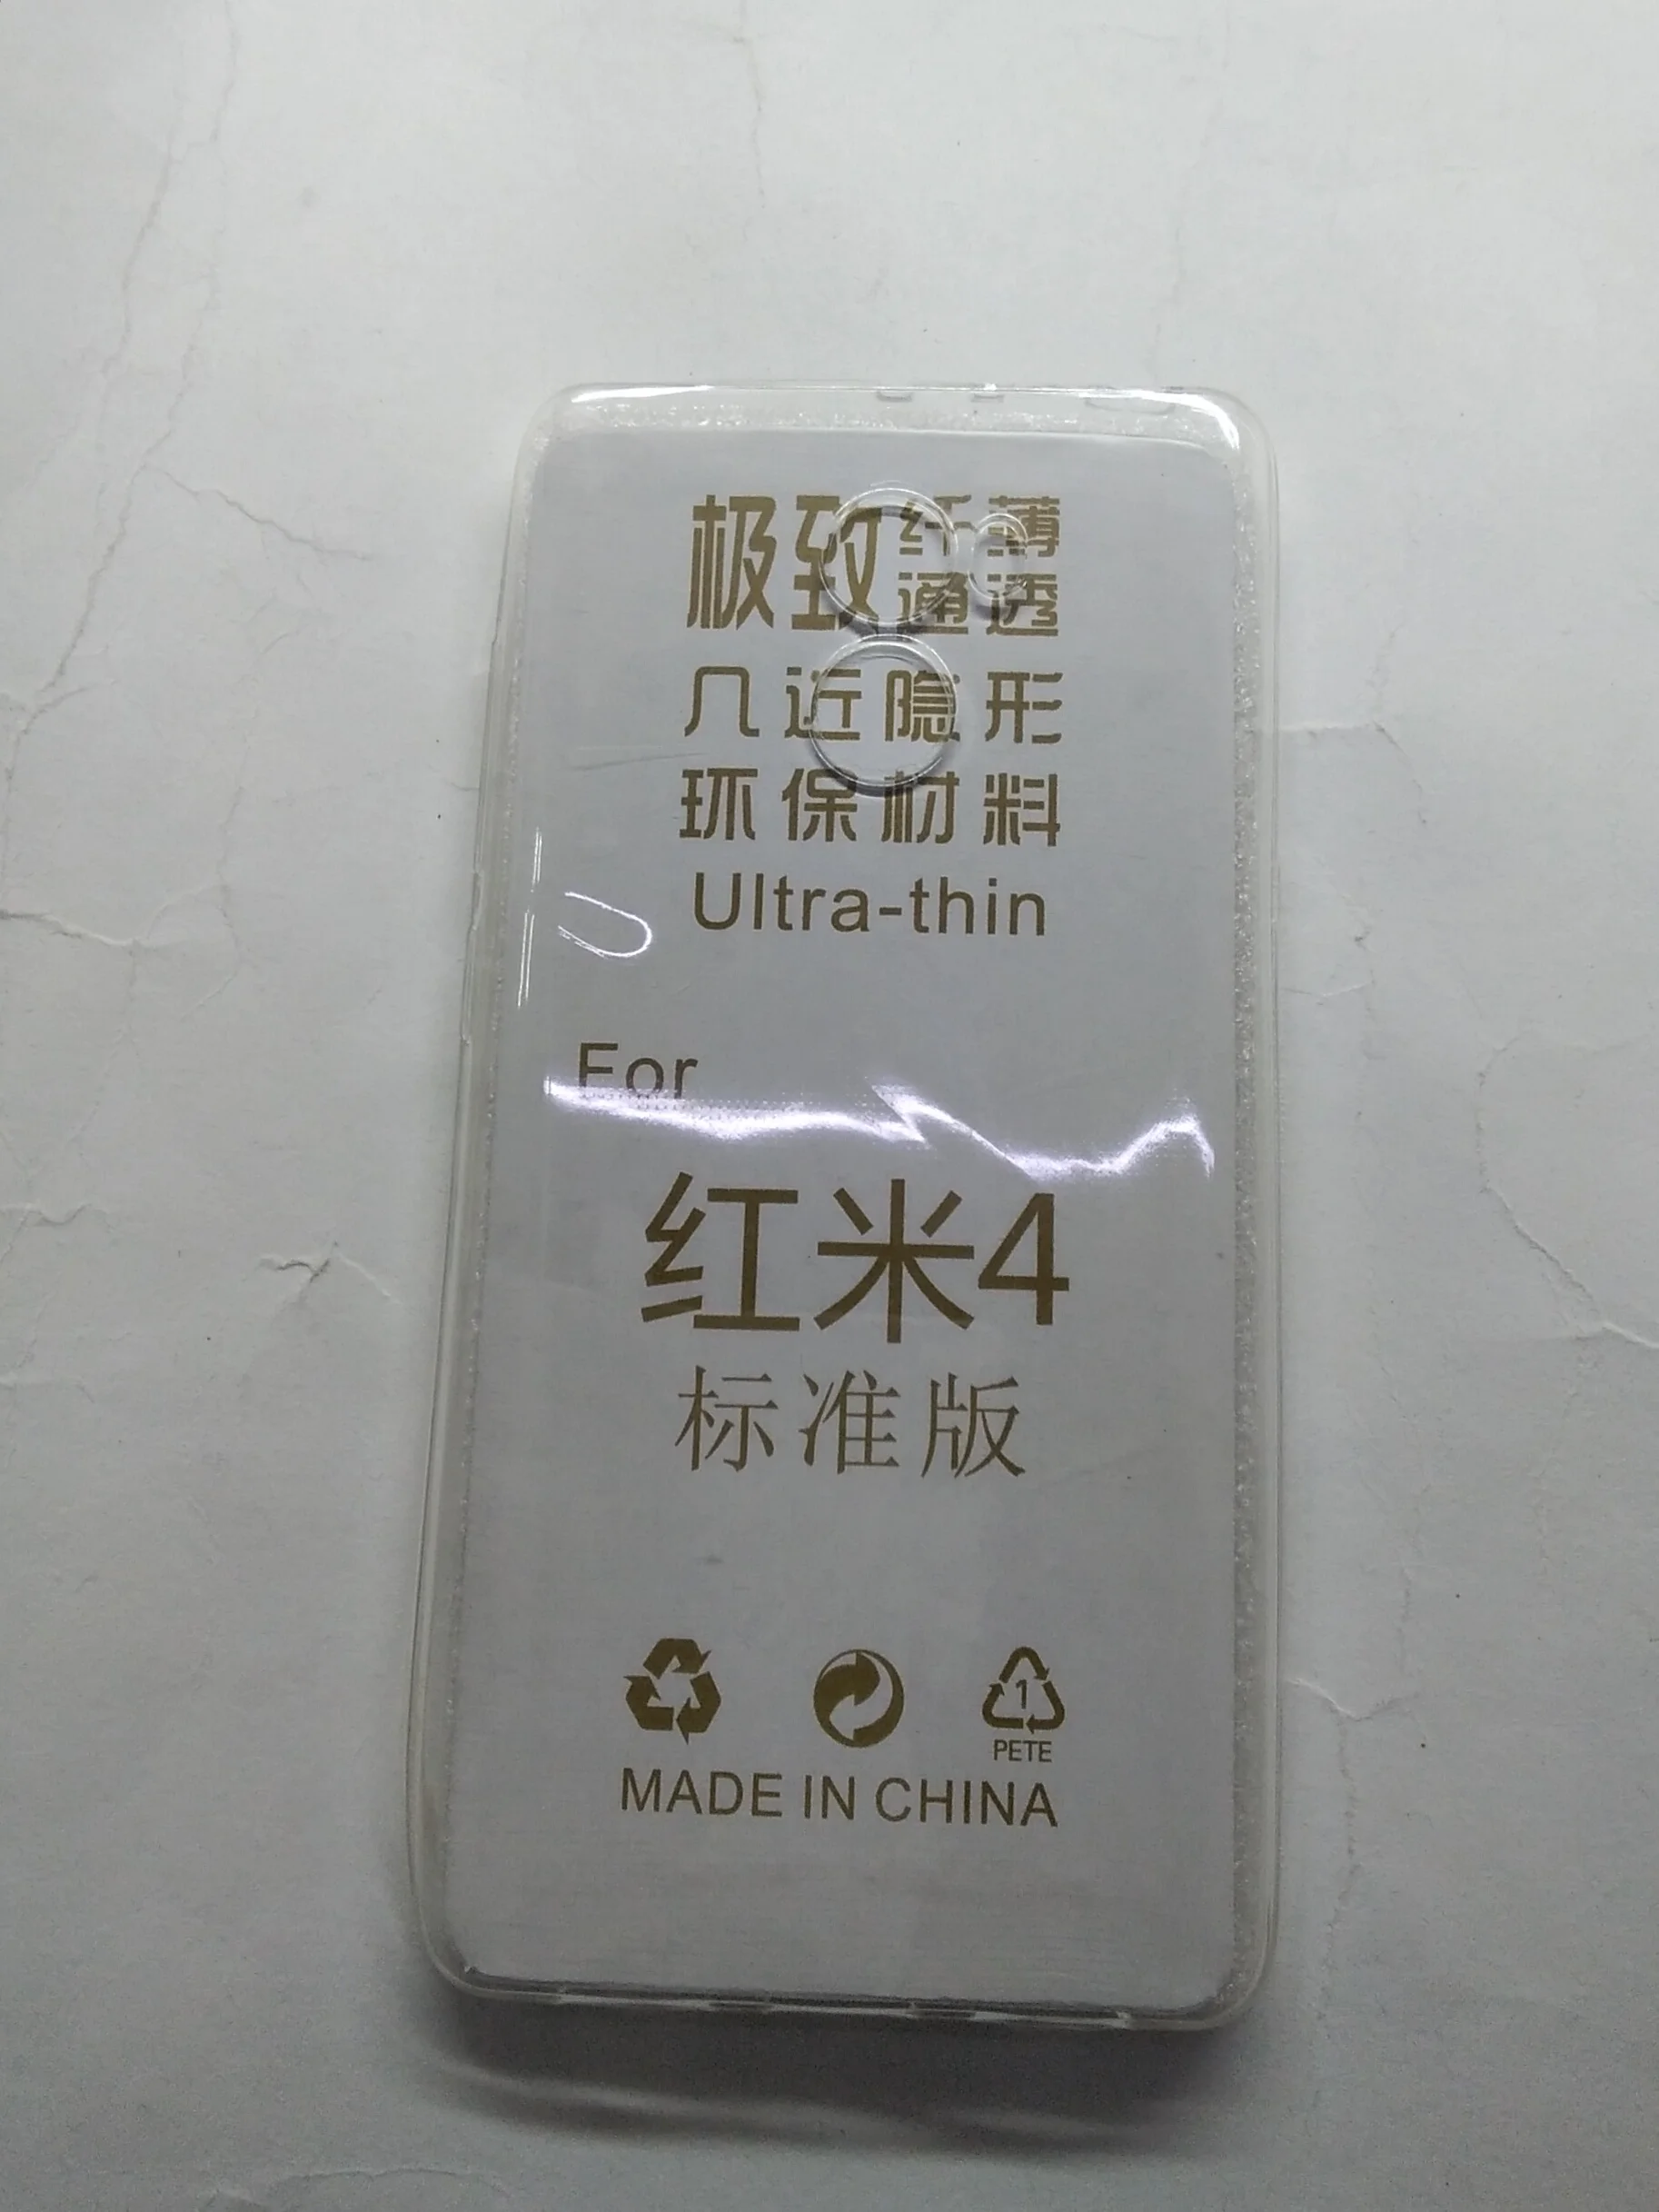 极致纤薄
通透
几近隐形
环保材料
Ultra-thin
For
红米4
标准版
1
PETE
MADE IN CHINA